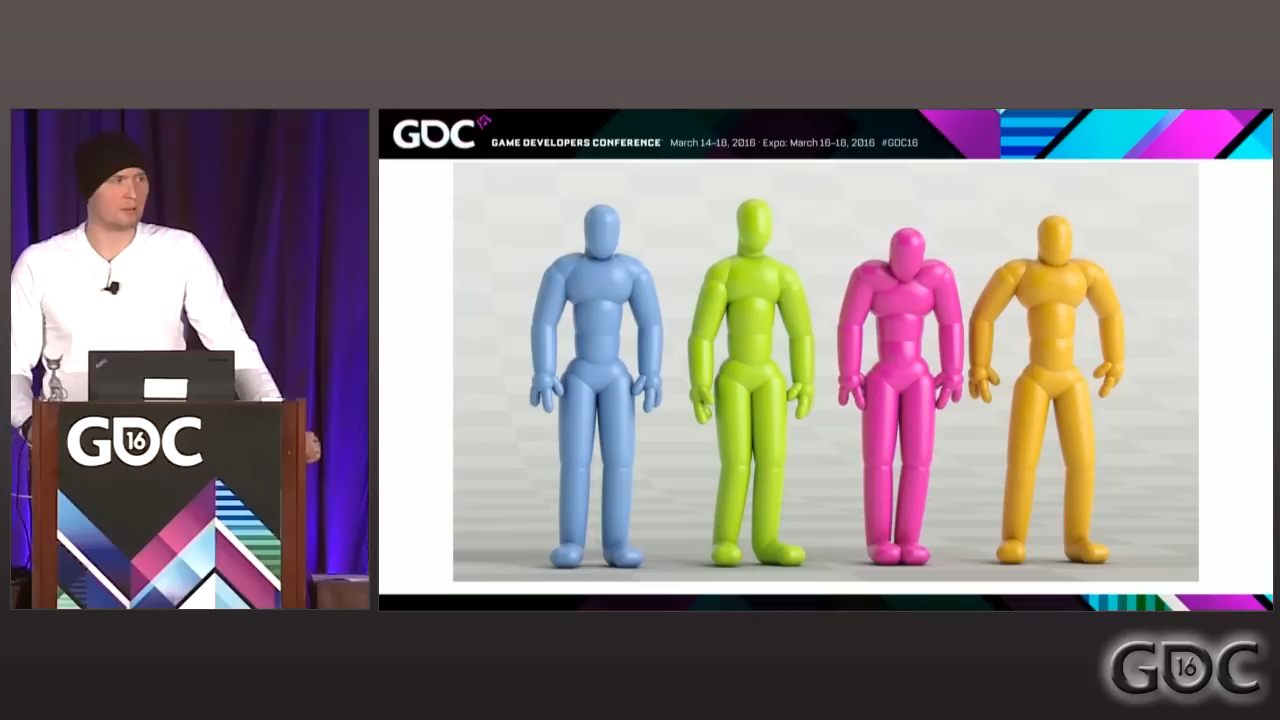 GDC
GAME DEVELOPERS CONFERENCE March 14–18, 2016 · Expo: March 16–18, 2016 #GDC16
GDC
16
GDC
16